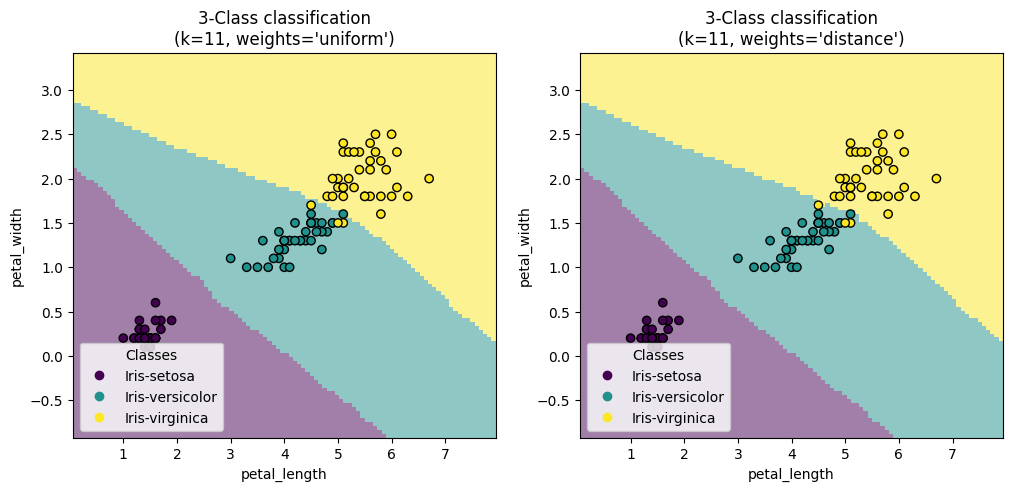 3-Class classification
(k=11, weights='uniform')
petal_width
3.0
2.5
2.0
1.5
1.0
0.5
0.0
−0.5
Classes
Iris-setosa
Iris-versicolor
Iris-virginica
1 2 3 4 5 6 7
petal_length
3-Class classification
(k=11, weights='distance')
petal_width
3.0
2.5
2.0
1.5
1.0
0.5
0.0
−0.5
Classes
Iris-setosa
Iris-versicolor
Iris-virginica
1 2 3 4 5 6 7
petal_length